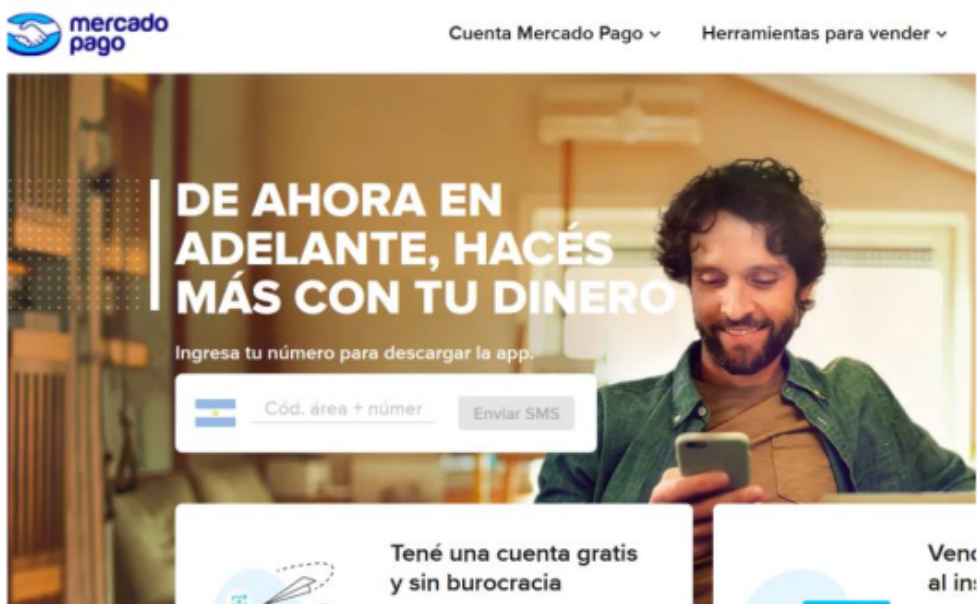 mercado
pago
Cuenta Mercado Pago
Herramientas para vender
DE AHORA EN
ADELANTE, HACÉS
MÁS CON TU DINERO
Ingresa tu número para descargar la app.
Cód. área + númer
Enviar SMS
Tené una cuenta gratis
y sin burocracia